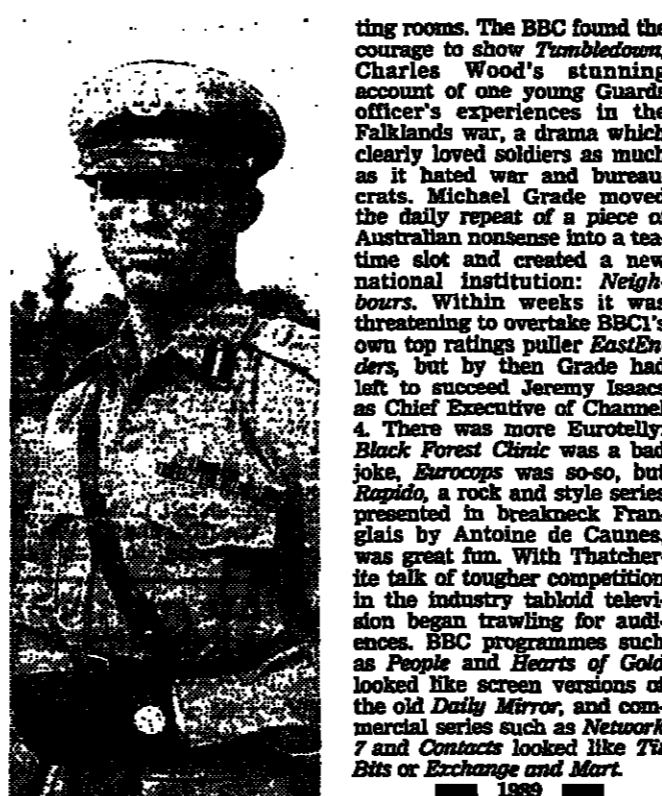 ting rooms. The BBC found the
courage to show Tumbledown,
Charles Wood's stunning
account of one young Guards
officer's experiences in the
Falklands war, a drama which
clearly loved soldiers as much
as it hated war and bureau-
crats. Michael Grade moved
the daily repeat of a piece of
Australian nonsense into a tea-
time slot and created a new
national institution: Neigh-
bours. Within weeks it was
threatening to overtake BBC1's
own top ratings puller EastEn-
ders, but by then Grade had
left to succeed Jeremy Isaacs
as Chief Executive of Channel
4. There was more Eurotelly:
Black Forest Clinic was a bad
joke, Eurocops was so-so, but
Rapido, a rock and style series
presented in breakneck Fran-
glais by Antoine de Caunes,
was great fun. With Thatcher-
ite talk of tougher competition
in the industry tabloid televi-
sion began trawling for audi-
ences. BBC programmes such
as People and Hearts of Gold
looked like screen versions of
the old Daily Mirror, and com-
mercial series such as Network
7 and Contacts looked like Tit
Bits or Exchange and Mart.
1989